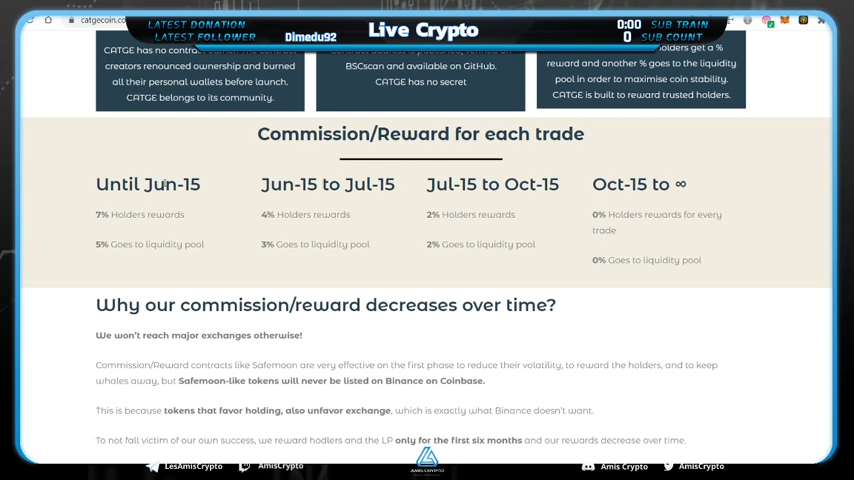 catgecoin.co
LATEST DONATION
LATEST FOLLOWER
Dimedu92
Live Crypto
0:00 SUB TRAIN
0 SUB COUNT
CATGE has no contract owner. The contract
creators renounced ownership and burned
all their personal wallets before launch.
CATGE belongs to its community.
BSCscan and available on GitHub.
CATGE has no secret
holders get a %
reward and another % goes to the liquidity
pool in order to maximise coin stability.
CATGE is built to reward trusted holders.
Commission/Reward for each trade
Until Jun-15
7% Holders rewards
5% Goes to liquidity pool
Jun-15 to Jul-15
4% Holders rewards
3% Goes to liquidity pool
Jul-15 to Oct-15
2% Holders rewards
2% Goes to liquidity pool
Oct-15 to ∞
0% Holders rewards for every
trade
0% Goes to liquidity pool
Why our commission/reward decreases over time?
We won't reach major exchanges otherwise!
Commission/Reward contracts like Safemoon are very effective on the first phase to reduce their volatility, to reward the holders, and to keep
whales away, but Safemoon-like tokens will never be listed on Binance on Coinbase.
This is because tokens that favor holding, also unfavor exchange, which is exactly what Binance doesn't want.
To not fall victim of our own success, we reward hodlers and the LP only for the first six months and our rewards decrease over time.
LesAmisCrypto
AmisCrypto
AMIS CRYPTO
Amis Crypto
AmisCrypto